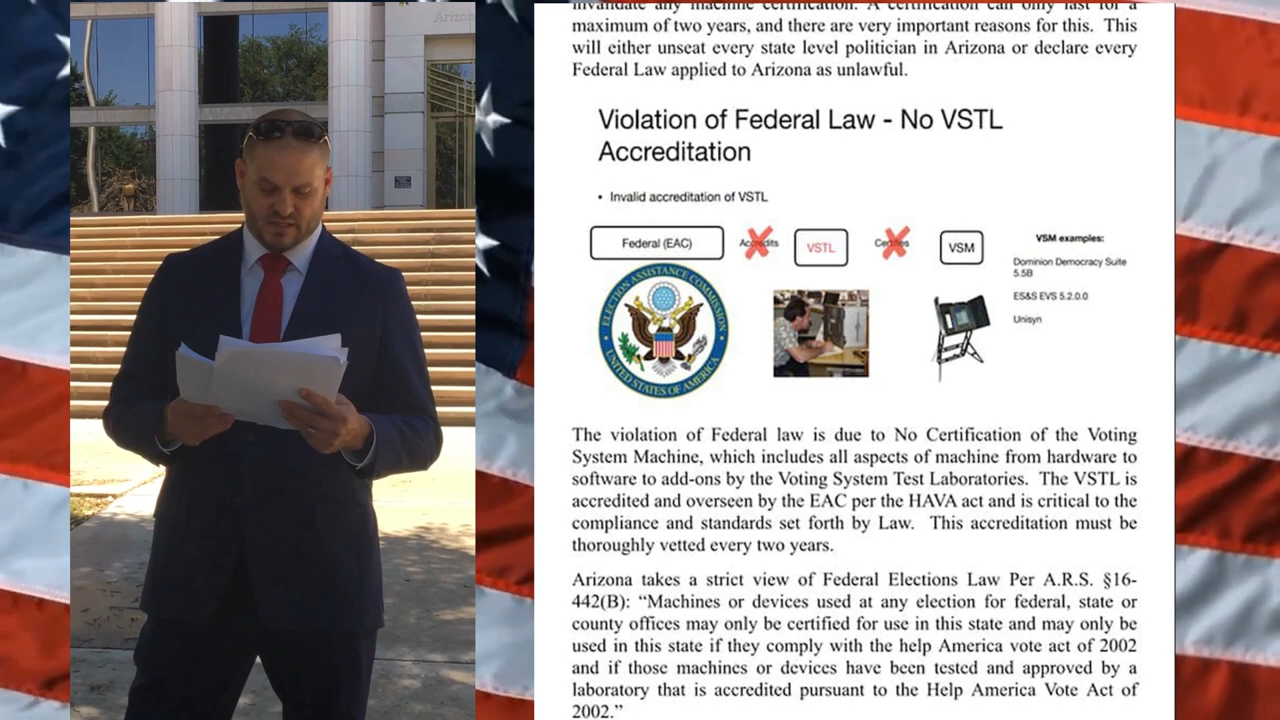 Arizona
invalidate any machine certification. A certification can only last for a
maximum of two years, and there are very important reasons for this. This
will either unseat every state level politician in Arizona or declare every
Federal Law applied to Arizona as unlawful.
Violation of Federal Law - No VSTL
Accreditation
• Invalid accreditation of VSTL
Federal (EAC)
Accredits
VSTL
Certifies
VSM
VSM examples:
Dominion Democracy Suite
5.5B
ES&S EVS 5.2.0.0
Unisyn
ELECTION ASSISTANCE COMMISSION
UNITED STATES OF AMERICA
The violation of Federal law is due to No Certification of the Voting
System Machine, which includes all aspects of machine from hardware to
software to add-ons by the Voting System Test Laboratories. The VSTL is
accredited and overseen by the EAC per the HAVA act and is critical to the
compliance and standards set forth by Law. This accreditation must be
thoroughly vetted every two years.
Arizona takes a strict view of Federal Elections Law Per A.R.S. §16-
442(B): “Machines or devices used at any election for federal, state or
county offices may only be certified for use in this state and may only be
used in this state if they comply with the help America vote act of 2002
and if those machines or devices have been tested and approved by a
laboratory that is accredited pursuant to the Help America Vote Act of
2002.”